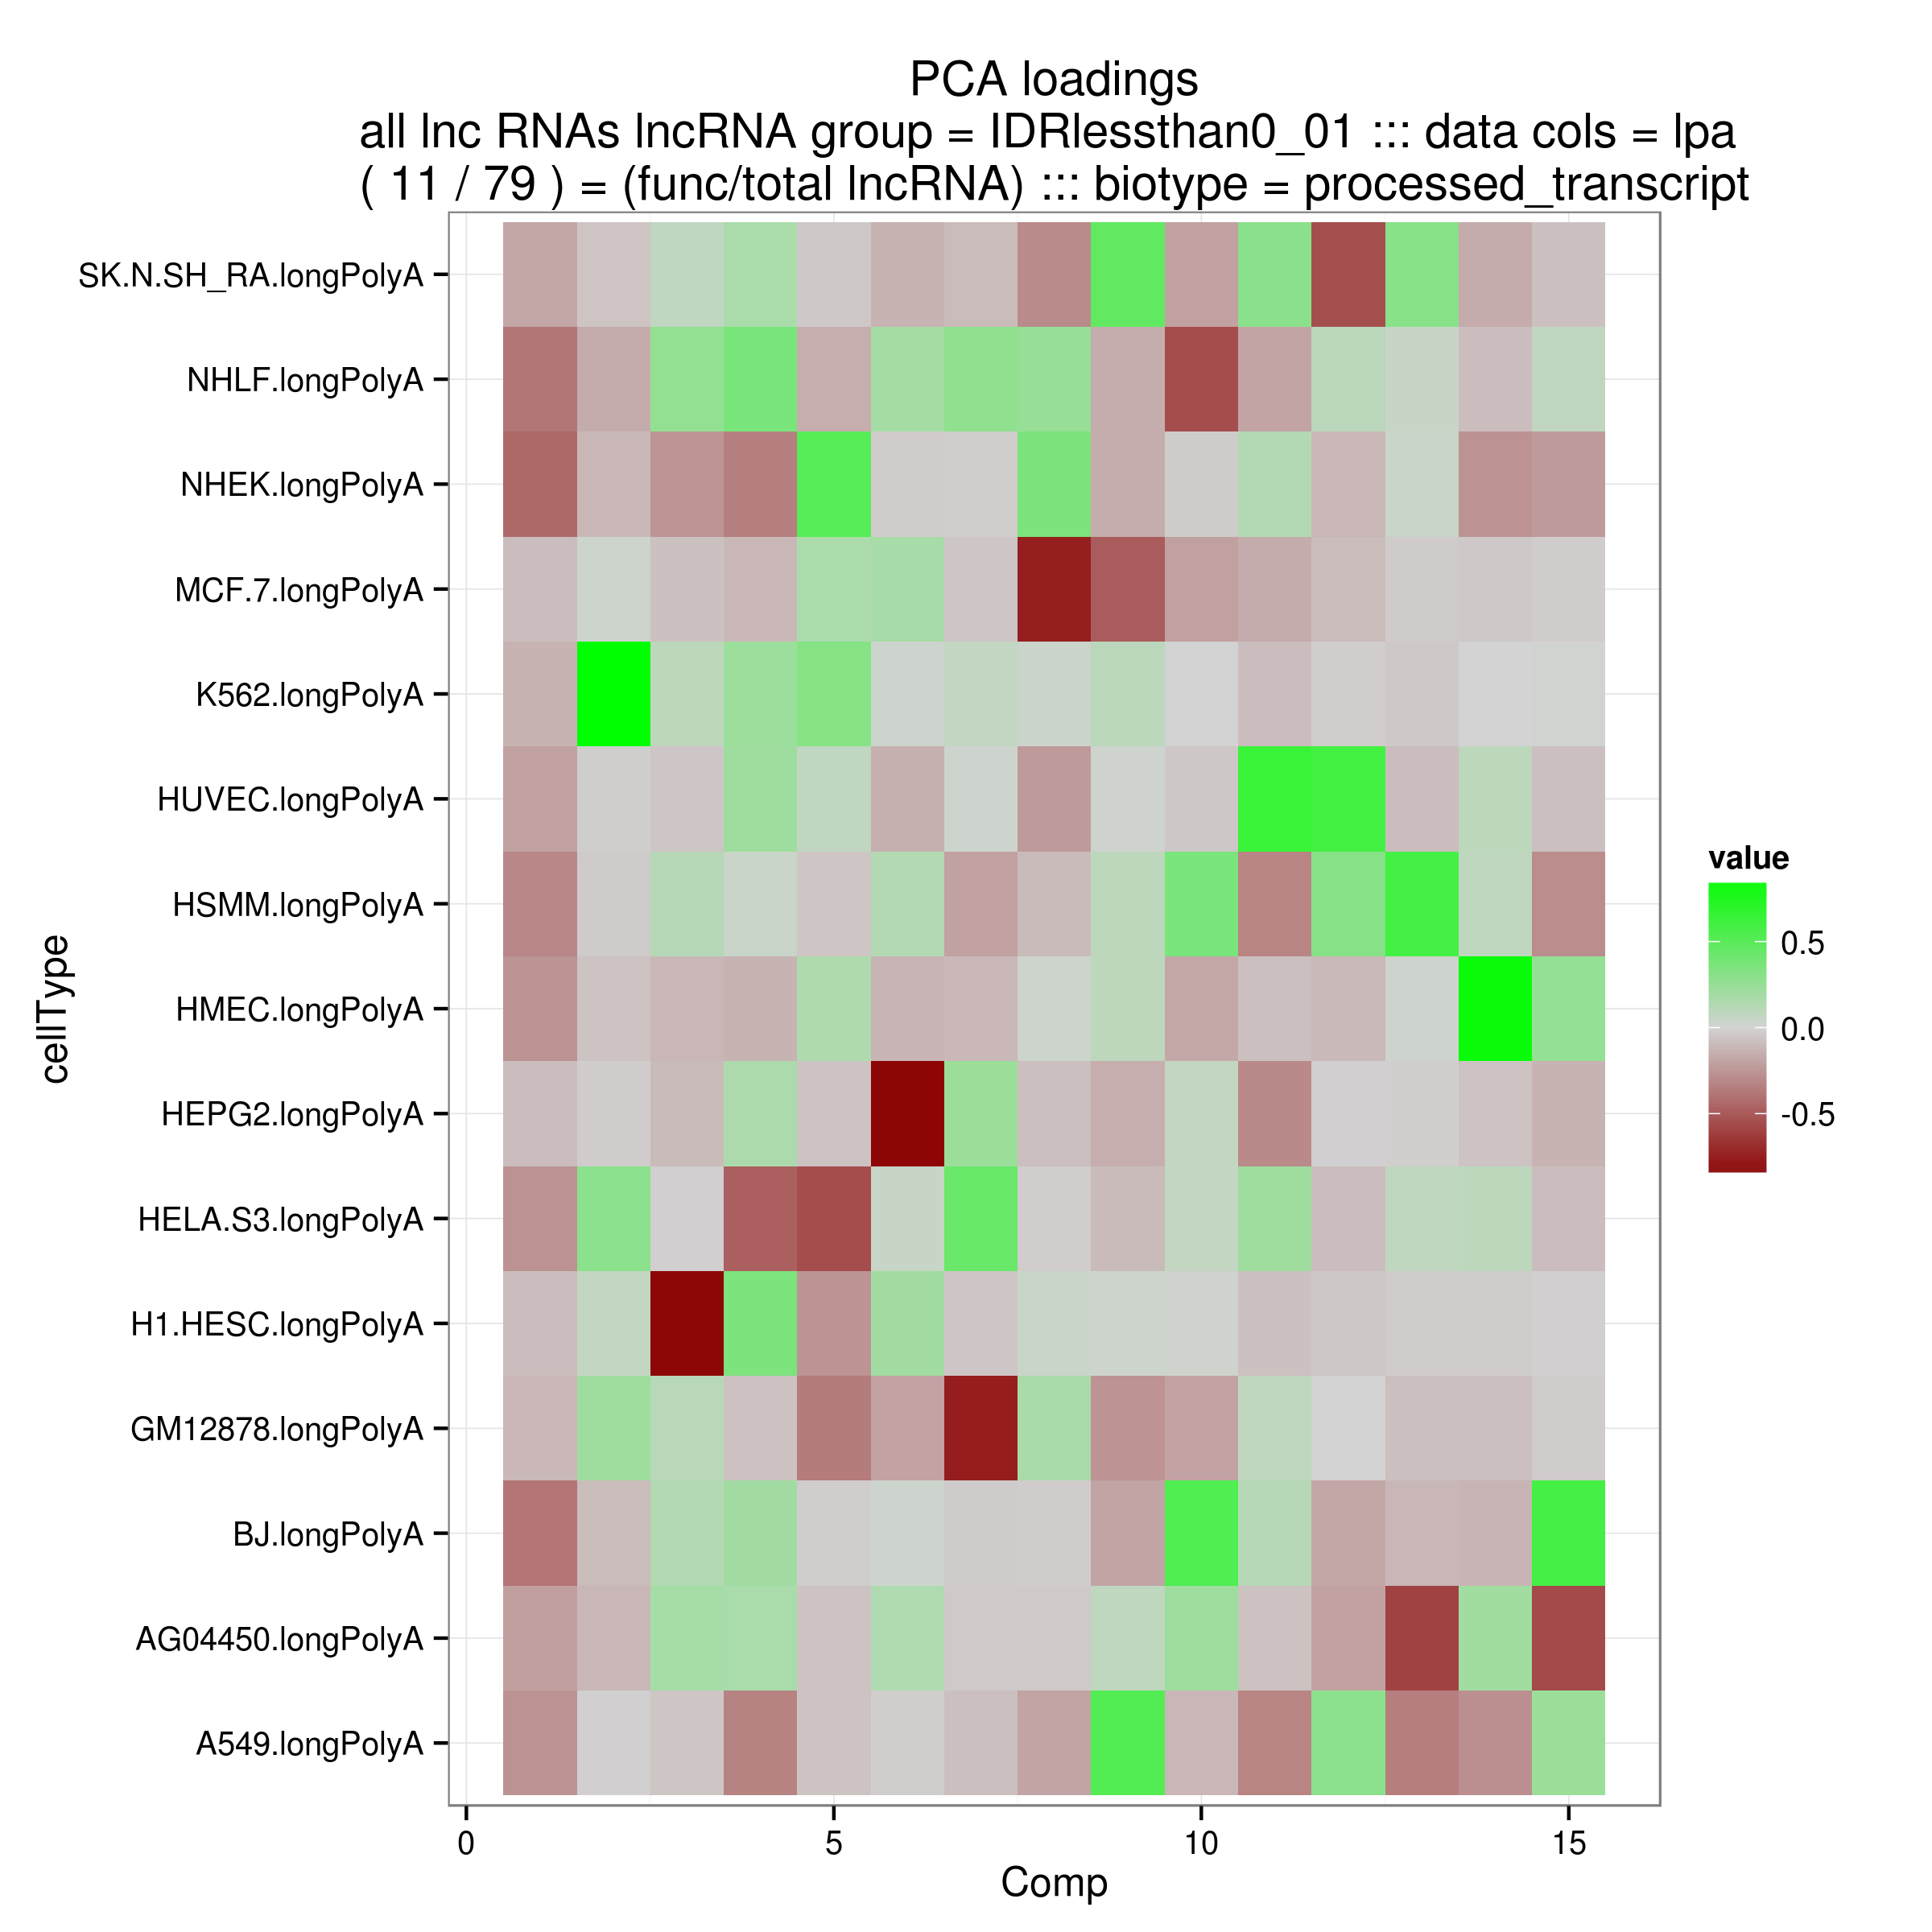 PCA loadings
all lnc RNAs lncRNA group = IDRlessthan0_01 ::: data cols = lpa
( 11 / 79 ) = (func/total lncRNA) ::: biotype = processed_transcript
SK.N.SH_RA.longPolyA
NHLF.longPolyA
NHEK.longPolyA
MCF.7.longPolyA
K562.longPolyA
HUVEC.longPolyA
HSMM.longPolyA
HMEC.longPolyA
HEPG2.longPolyA
HELA.S3.longPolyA
H1.HESC.longPolyA
GM12878.longPolyA
BJ.longPolyA
AG04450.longPolyA
A549.longPolyA
cellType
0 5 10 15
Comp
value
0.5
0.0
-0.5